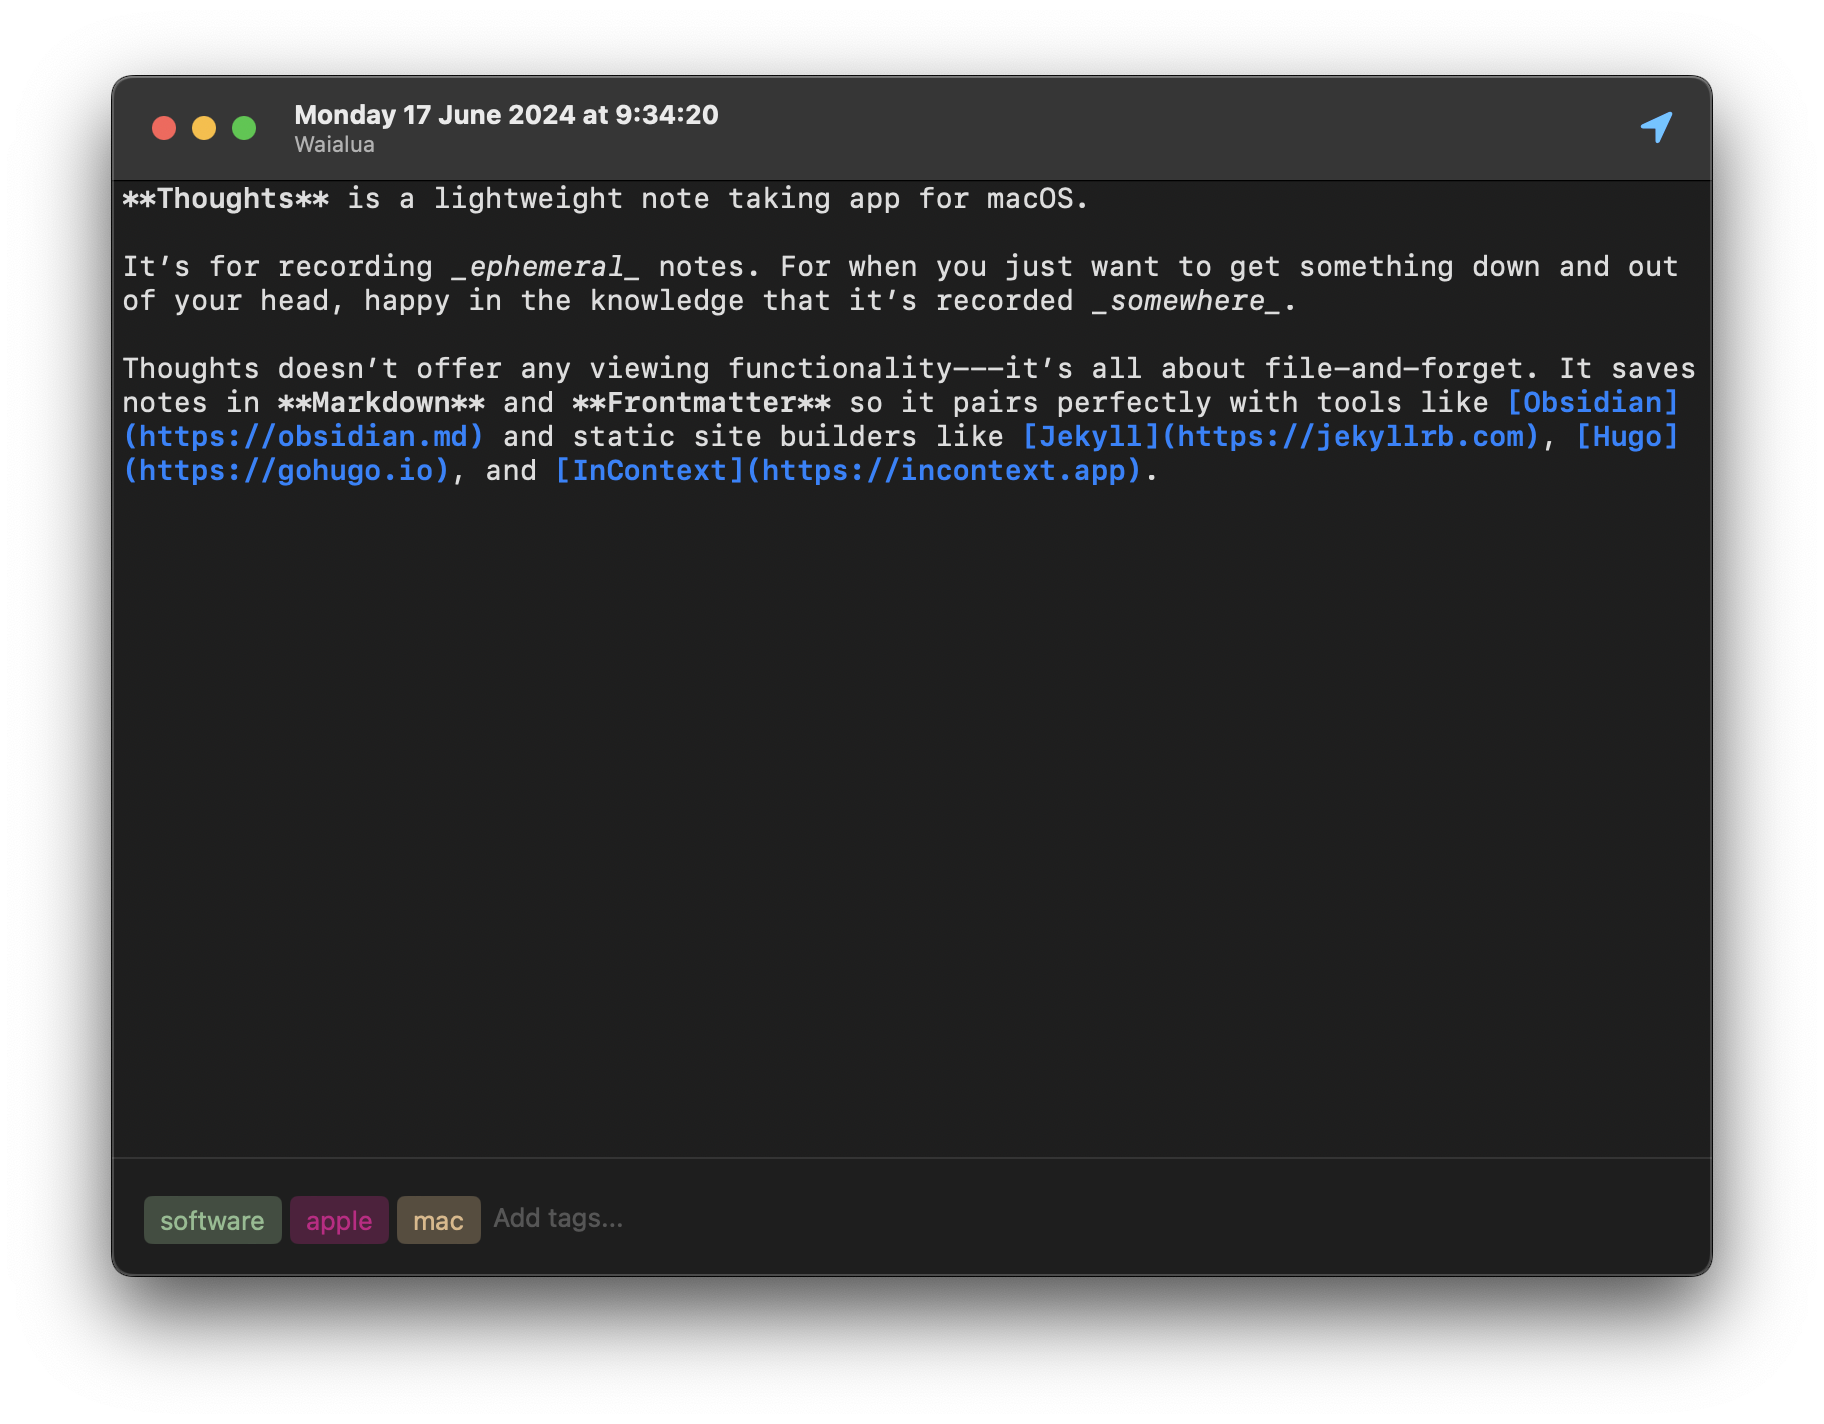 Monday 17 June 2024 at 9:34:20
Waialua
**Thoughts** is a lightweight note taking app for macOS.
It’s for recording _ephemeral_ notes. For when you just want to get something down and out
of your head, happy in the knowledge that it’s recorded _somewhere_.
Thoughts doesn’t offer any viewing functionality---it’s all about file-and-forget. It saves
notes in **Markdown** and **Frontmatter** so it pairs perfectly with tools like [Obsidian]
(https://obsidian.md) and static site builders like [Jekyll](https://jekyllrb.com), [Hugo]
(https://gohugo.io), and [InContext](https://incontext.app).
software apple mac Add tags...